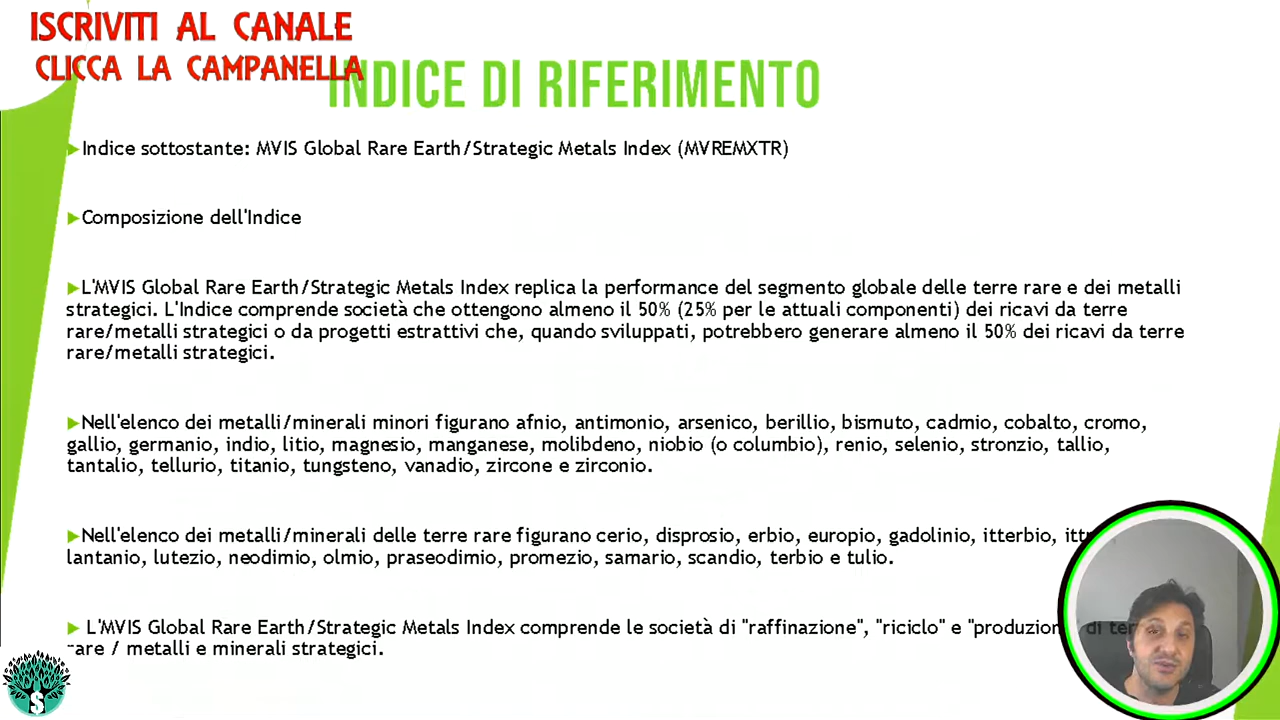 ISCRIVITI AL CANALE
CLICCA LA CAMPANELLA
INDICE DI RIFERIMENTO
Indice sottostante: MVIS Global Rare Earth/Strategic Metals Index (MVREMXTR)
Composizione dell'Indice
L'MVIS Global Rare Earth/Strategic Metals Index replica la performance del segmento globale delle terre rare e dei metalli
strategici. L'Indice comprende società che ottengono almeno il 50% (25% per le attuali componenti) dei ricavi da terre
rare/metalli strategici o da progetti estrattivi che, quando sviluppati, potrebbero generare almeno il 50% dei ricavi da terre
rare/metalli strategici.
Nell'elenco dei metalli/minerali minori figurano afnio, antimonio, arsenico, berillio, bismuto, cadmio, cobalto, cromo,
gallio, germanio, indio, litio, magnesio, manganese, molibdeno, niobio (o columbio), renio, selenio, stronzio, tallio,
tantalio, tellurio, titanio, tungsteno, vanadio, zircone e zirconio.
Nell'elenco dei metalli/minerali delle terre rare figurano cerio, disprosio, erbio, europio, gadolinio, itterbio,
lantanio, lutezio, neodimio, olmio, praseodimio, promezio, samario, scandio, terbio e tulio.
L'MVIS Global Rare Earth/Strategic Metals Index comprende le società di "raffinazione", "riciclo" e "produzion di
rare / metalli e minerali strategici.
$